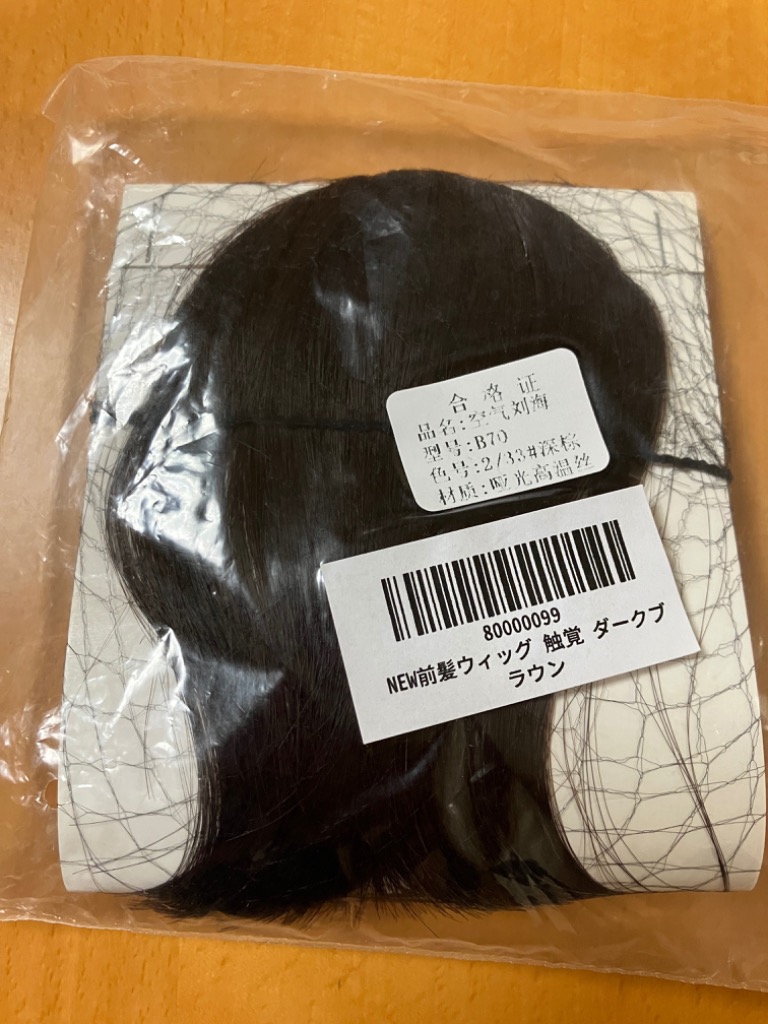 合格证
品名:空气刘海
型号:B70
色号:2/33#深棕
材质:哑光高温丝
80000099
NEW前髪ウィッグ 触覚 ダークブ
ラウン